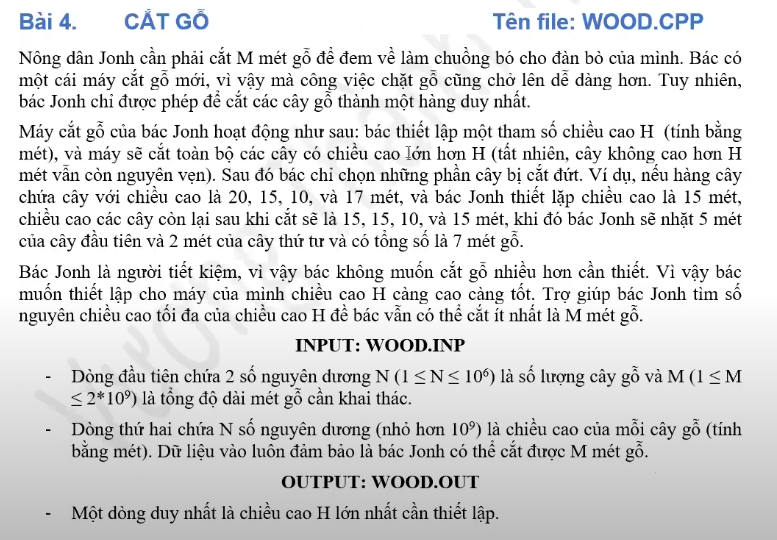 Bài 4. CẮT GỖ Tên file: WOOD.CPP
Nông dân Jonh cần phải cắt M mét gỗ để đem về làm chuồng bó cho đàn bò của mình. Bác có
một cái máy cắt gỗ mới, vì vậy mà công việc chặt gỗ cũng chở lên dễ dàng hơn. Tuy nhiên,
bác Jonh chỉ được phép để cắt các cây gỗ thành một hàng duy nhất.
Máy cắt gỗ của bác Jonh hoạt động như sau: bác thiết lập một tham số chiều cao H (tính bằng
mét), và máy sẽ cắt toàn bộ các cây có chiều cao lớn hơn H (tất nhiên, cây không cao hơn H
mét vẫn còn nguyên vẹn). Sau đó bác chỉ chọn những phần cây bị cắt đứt. Ví dụ, nếu hàng cây
chứa cây với chiều cao là 20, 15, 10, và 17 mét, và bác Jonh thiết lặp chiều cao là 15 mét,
chiều cao các cây còn lại sau khi cắt sẽ là 15, 15, 10, và 15 mét, khi đó bác Jonh sẽ nhặt 5 mét
của cây đầu tiên và 2 mét của cây thứ tư và có tổng số là 7 mét gỗ.
Bác Jonh là người tiết kiệm, vì vậy bác không muốn cắt gỗ nhiều hơn cần thiết. Vì vậy bác
muốn thiết lập cho máy của mình chiều cao H càng cao càng tốt. Trợ giúp bác Jonh tìm số
nguyên chiều cao tối đa của chiều cao H để bác vẫn có thể cắt ít nhất là M mét gỗ.
INPUT: WOOD.INP
- Dòng đầu tiên chứa 2 số nguyên dương N (1 ≤ N ≤ 10⁶) là số lượng cây gỗ và M (1 ≤ M
≤ 2*10⁹) là tổng độ dài mét gỗ cần khai thác.
- Dòng thứ hai chứa N số nguyên dương (nhỏ hơn 10⁹) là chiều cao của mỗi cây gỗ (tính
bằng mét). Dữ liệu vào luôn đảm bảo là bác Jonh có thể cắt được M mét gỗ.
OUTPUT: WOOD.OUT
- Một dòng duy nhất là chiều cao H lớn nhất cần thiết lập.